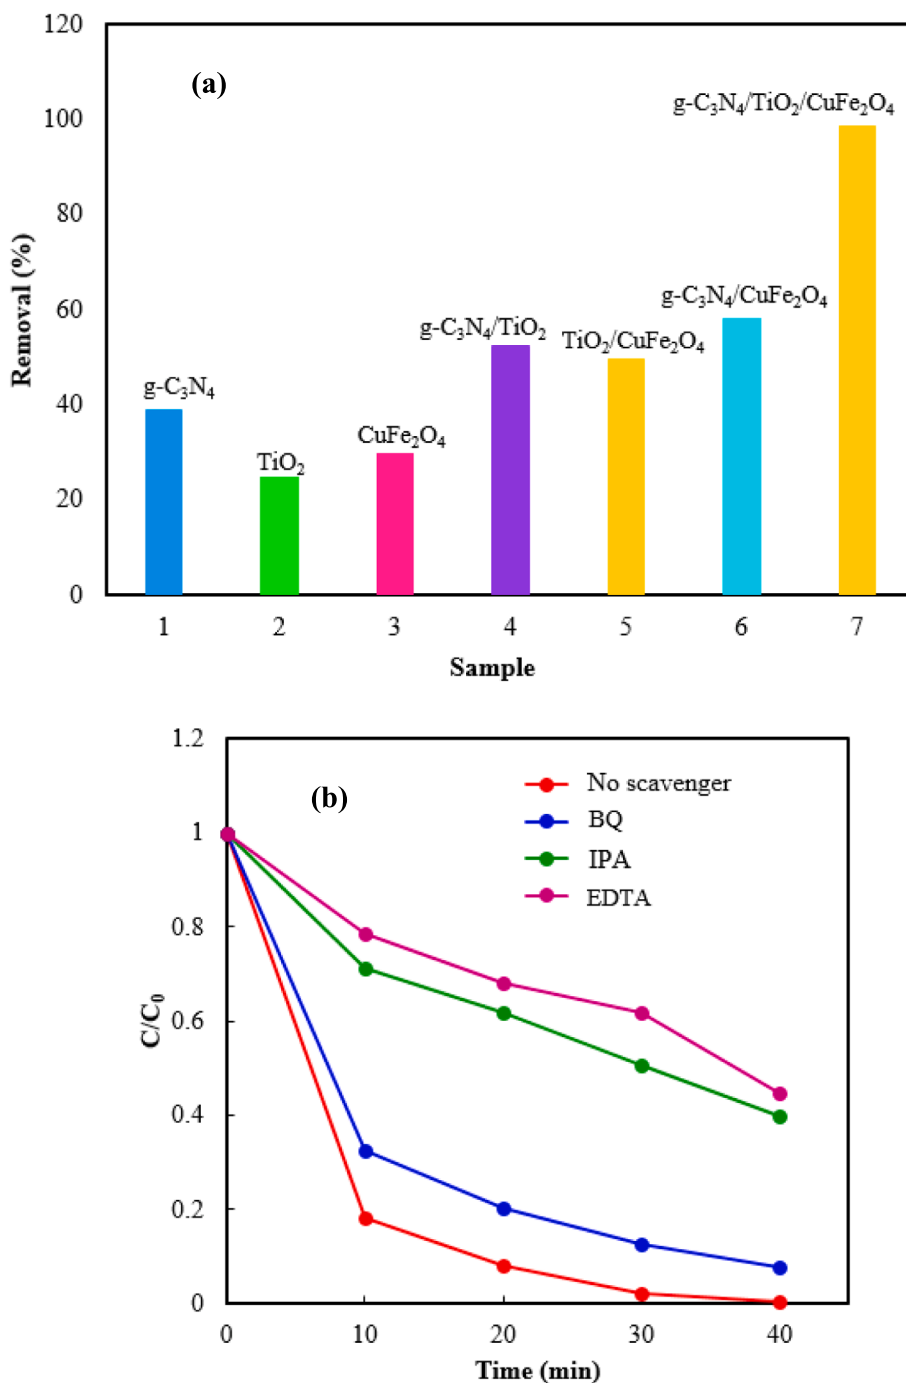 (a)
120
100
80
60
40
20
0
Removal (%)
g-C₃N₄
TiO₂
CuFe₂O₄
g-C₃N₄/TiO₂
TiO₂/CuFe₂O₄
g-C₃N₄/CuFe₂O₄
g-C₃N₄/TiO₂/CuFe₂O₄
1 2 3 4 5 6 7
Sample
(b)
1.2
1
0.8
0.6
0.4
0.2
0
C/C₀
No scavenger
BQ
IPA
EDTA
0 10 20 30 40
Time (min)